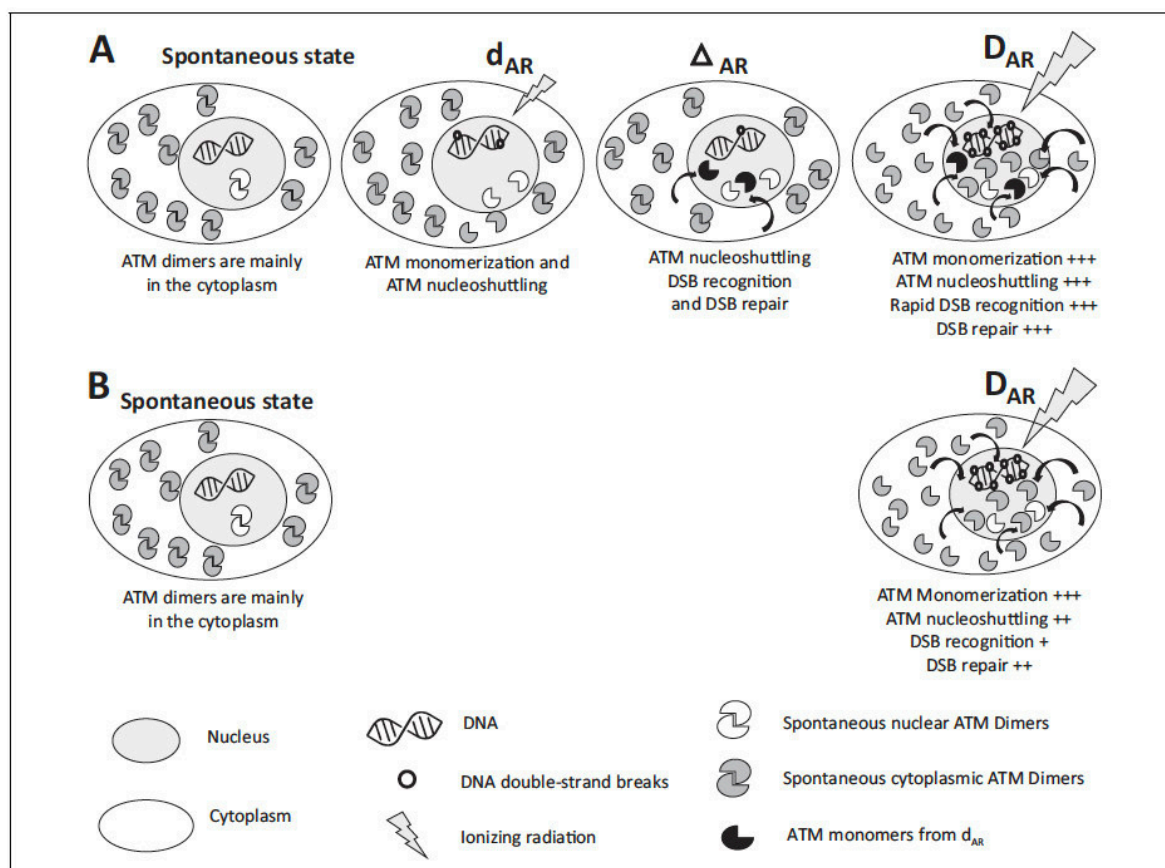 A
Spontaneous state
dAR
Δ AR
DAR
ATM dimers are mainly
in the cytoplasm
ATM monomerization and
ATM nucleoshuttling
ATM nucleoshuttling
DSB recognition
and DSB repair
ATM monomerization +++
ATM nucleoshuttling +++
Rapid DSB recognition +++
DSB repair +++
B
Spontaneous state
DAR
ATM dimers are mainly
in the cytoplasm
ATM Monomerization +++
ATM nucleoshuttling ++
DSB recognition +
DSB repair ++
Nucleus
DNA
Spontaneous nuclear ATM Dimers
DNA double-strand breaks
Spontaneous cytoplasmic ATM Dimers
Cytoplasm
Ionizing radiation
ATM monomers from dAR